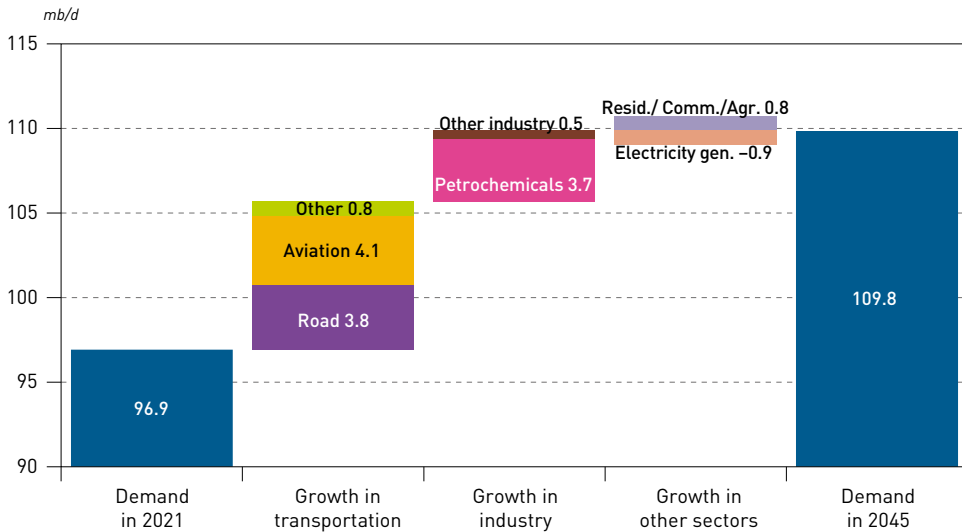 mb/d
115
110
105
100
95
90
96.9
Other 0.8
Aviation 4.1
Road 3.8
Other industry 0.5
Petrochemicals 3.7
Resid./ Comm./Agr. 0.8
Electricity gen. –0.9
109.8
Demand
in 2021
Growth in
transportation
Growth in
industry
Growth in
other sectors
Demand
in 2045